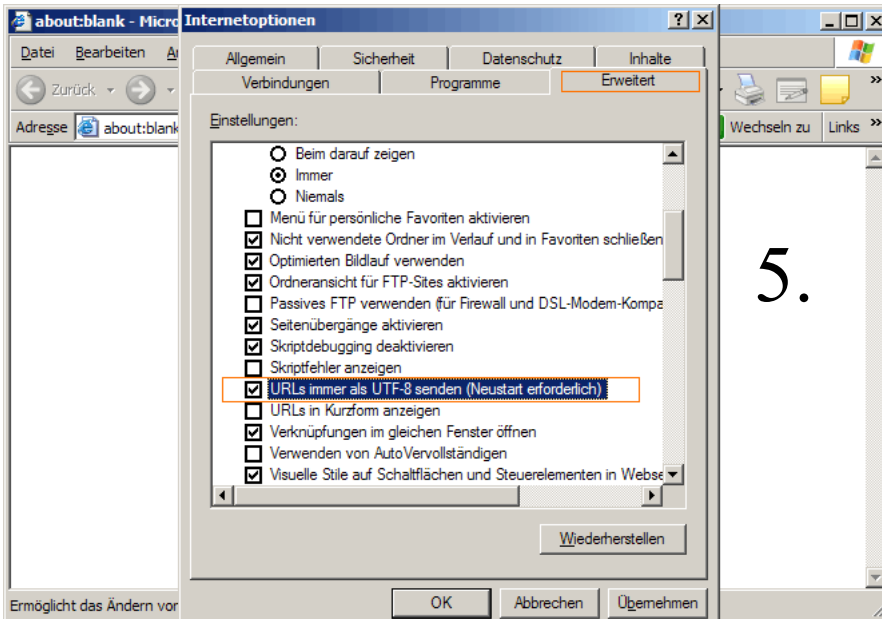 about:blank - Micro
Internetoptionen
Datei Bearbeiten A
Zurück
Adresse about:blank
Wechseln zu Links
Allgemein Sicherheit Datenschutz Inhalte
Verbindungen Programme Erweitert
Einstellungen:
Beim darauf zeigen
Immer
Niemals
Menü für persönliche Favoriten aktivieren
Nicht verwendete Ordner im Verlauf und in Favoriten schließen
Optimierten Bildlauf verwenden
Ordneransicht für FTP-Sites aktivieren
Passives FTP verwenden (für Firewall und DSL-Modem-Kompa
Seitenübergänge aktivieren
Skriptdebugging deaktivieren
Skriptfehler anzeigen
URLs immer als UTF-8 senden (Neustart erforderlich)
URLs in Kurzform anzeigen
Verknüpfungen im gleichen Fenster öffnen
Verwenden von AutoVervollständigen
Visuelle Stile auf Schaltflächen und Steuerelementen in Webse
5.
Wiederherstellen
OK Abbrechen Übernehmen
Ermöglicht das Ändern vor